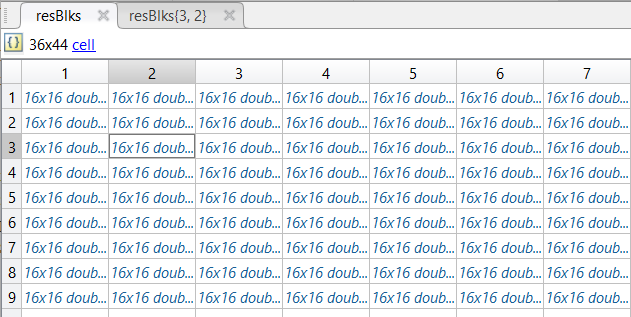 resBlks resBlks{3, 2}
{} 36x44 cell
1 2 3 4 5 6 7
1 16x16 doub... 16x16 doub... 16x16 doub... 16x16 doub... 16x16 doub... 16x16 doub... 16x16 doub...
2 16x16 doub... 16x16 doub... 16x16 doub... 16x16 doub... 16x16 doub... 16x16 doub... 16x16 doub...
3 16x16 doub... 16x16 doub... 16x16 doub... 16x16 doub... 16x16 doub... 16x16 doub... 16x16 doub...
4 16x16 doub... 16x16 doub... 16x16 doub... 16x16 doub... 16x16 doub... 16x16 doub... 16x16 doub...
5 16x16 doub... 16x16 doub... 16x16 doub... 16x16 doub... 16x16 doub... 16x16 doub... 16x16 doub...
6 16x16 doub... 16x16 doub... 16x16 doub... 16x16 doub... 16x16 doub... 16x16 doub... 16x16 doub...
7 16x16 doub... 16x16 doub... 16x16 doub... 16x16 doub... 16x16 doub... 16x16 doub... 16x16 doub...
8 16x16 doub... 16x16 doub... 16x16 doub... 16x16 doub... 16x16 doub... 16x16 doub... 16x16 doub...
9 16x16 doub... 16x16 doub... 16x16 doub... 16x16 doub... 16x16 doub... 16x16 doub... 16x16 doub...